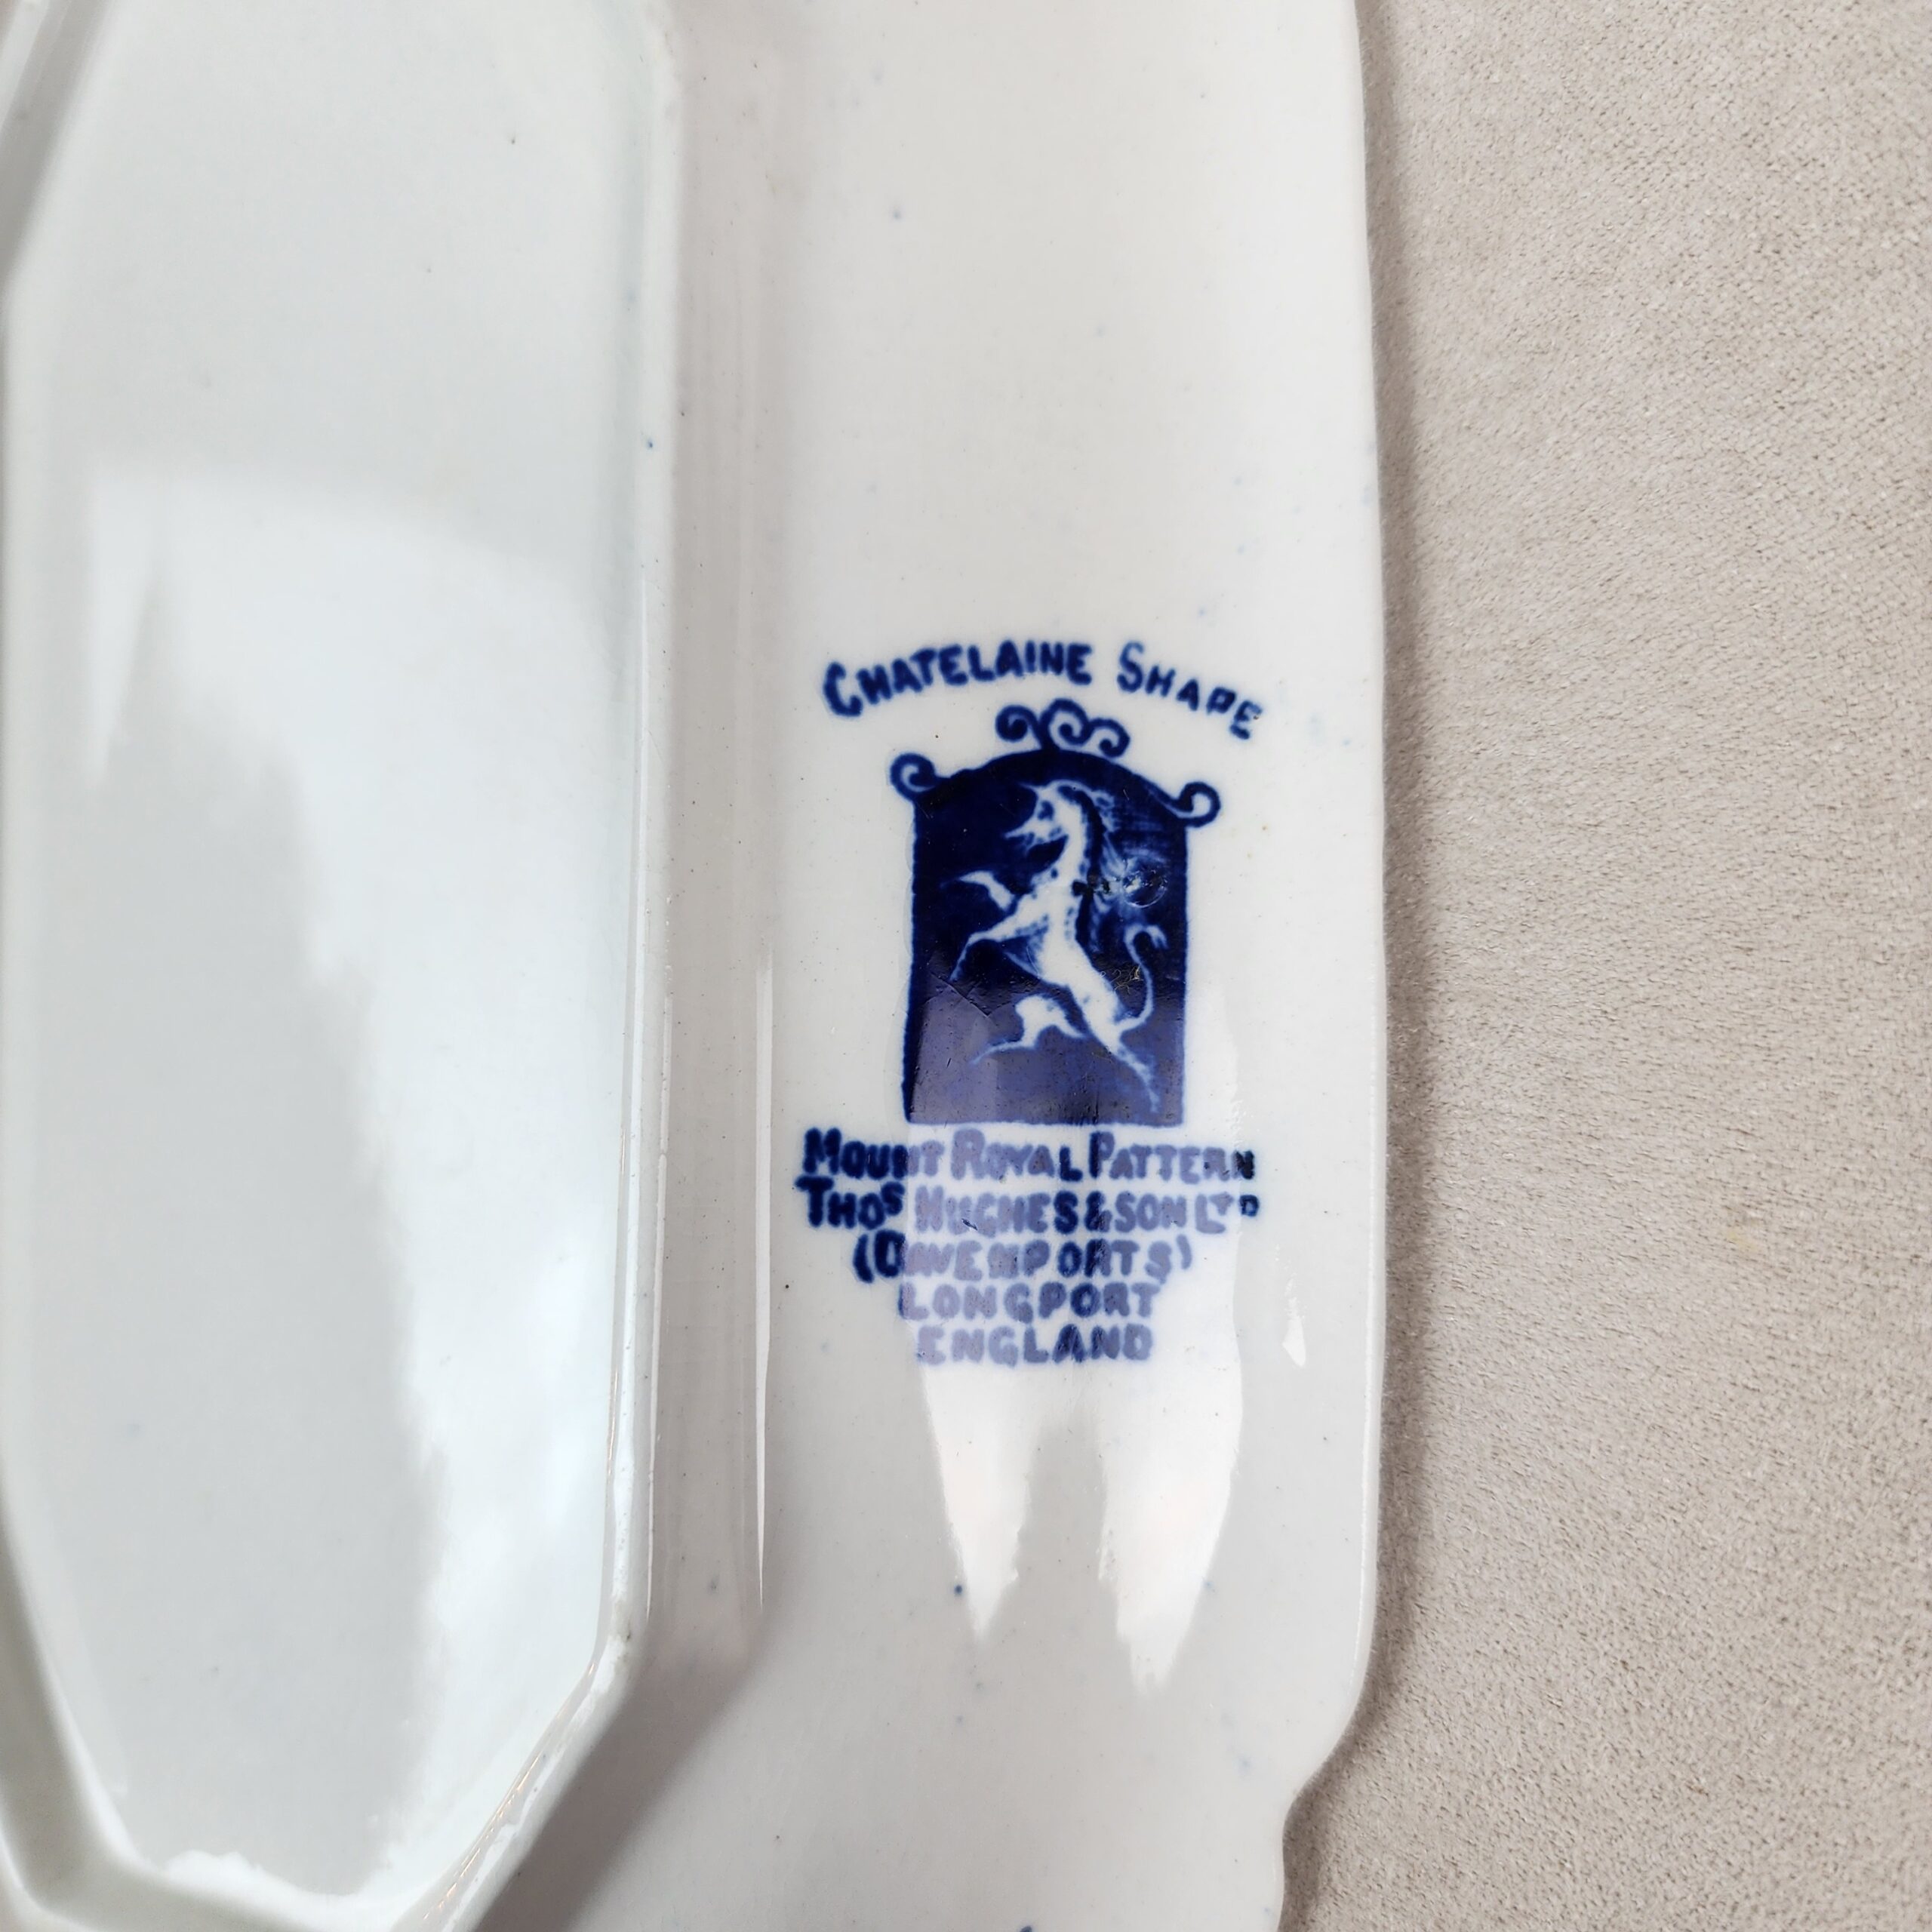 CHATELAINE SHAPE
MOUNT ROYAL PATTERN
THOS HUGHES & SON LTD
(DAVENPORTS)
LONGPORT
ENGLAND